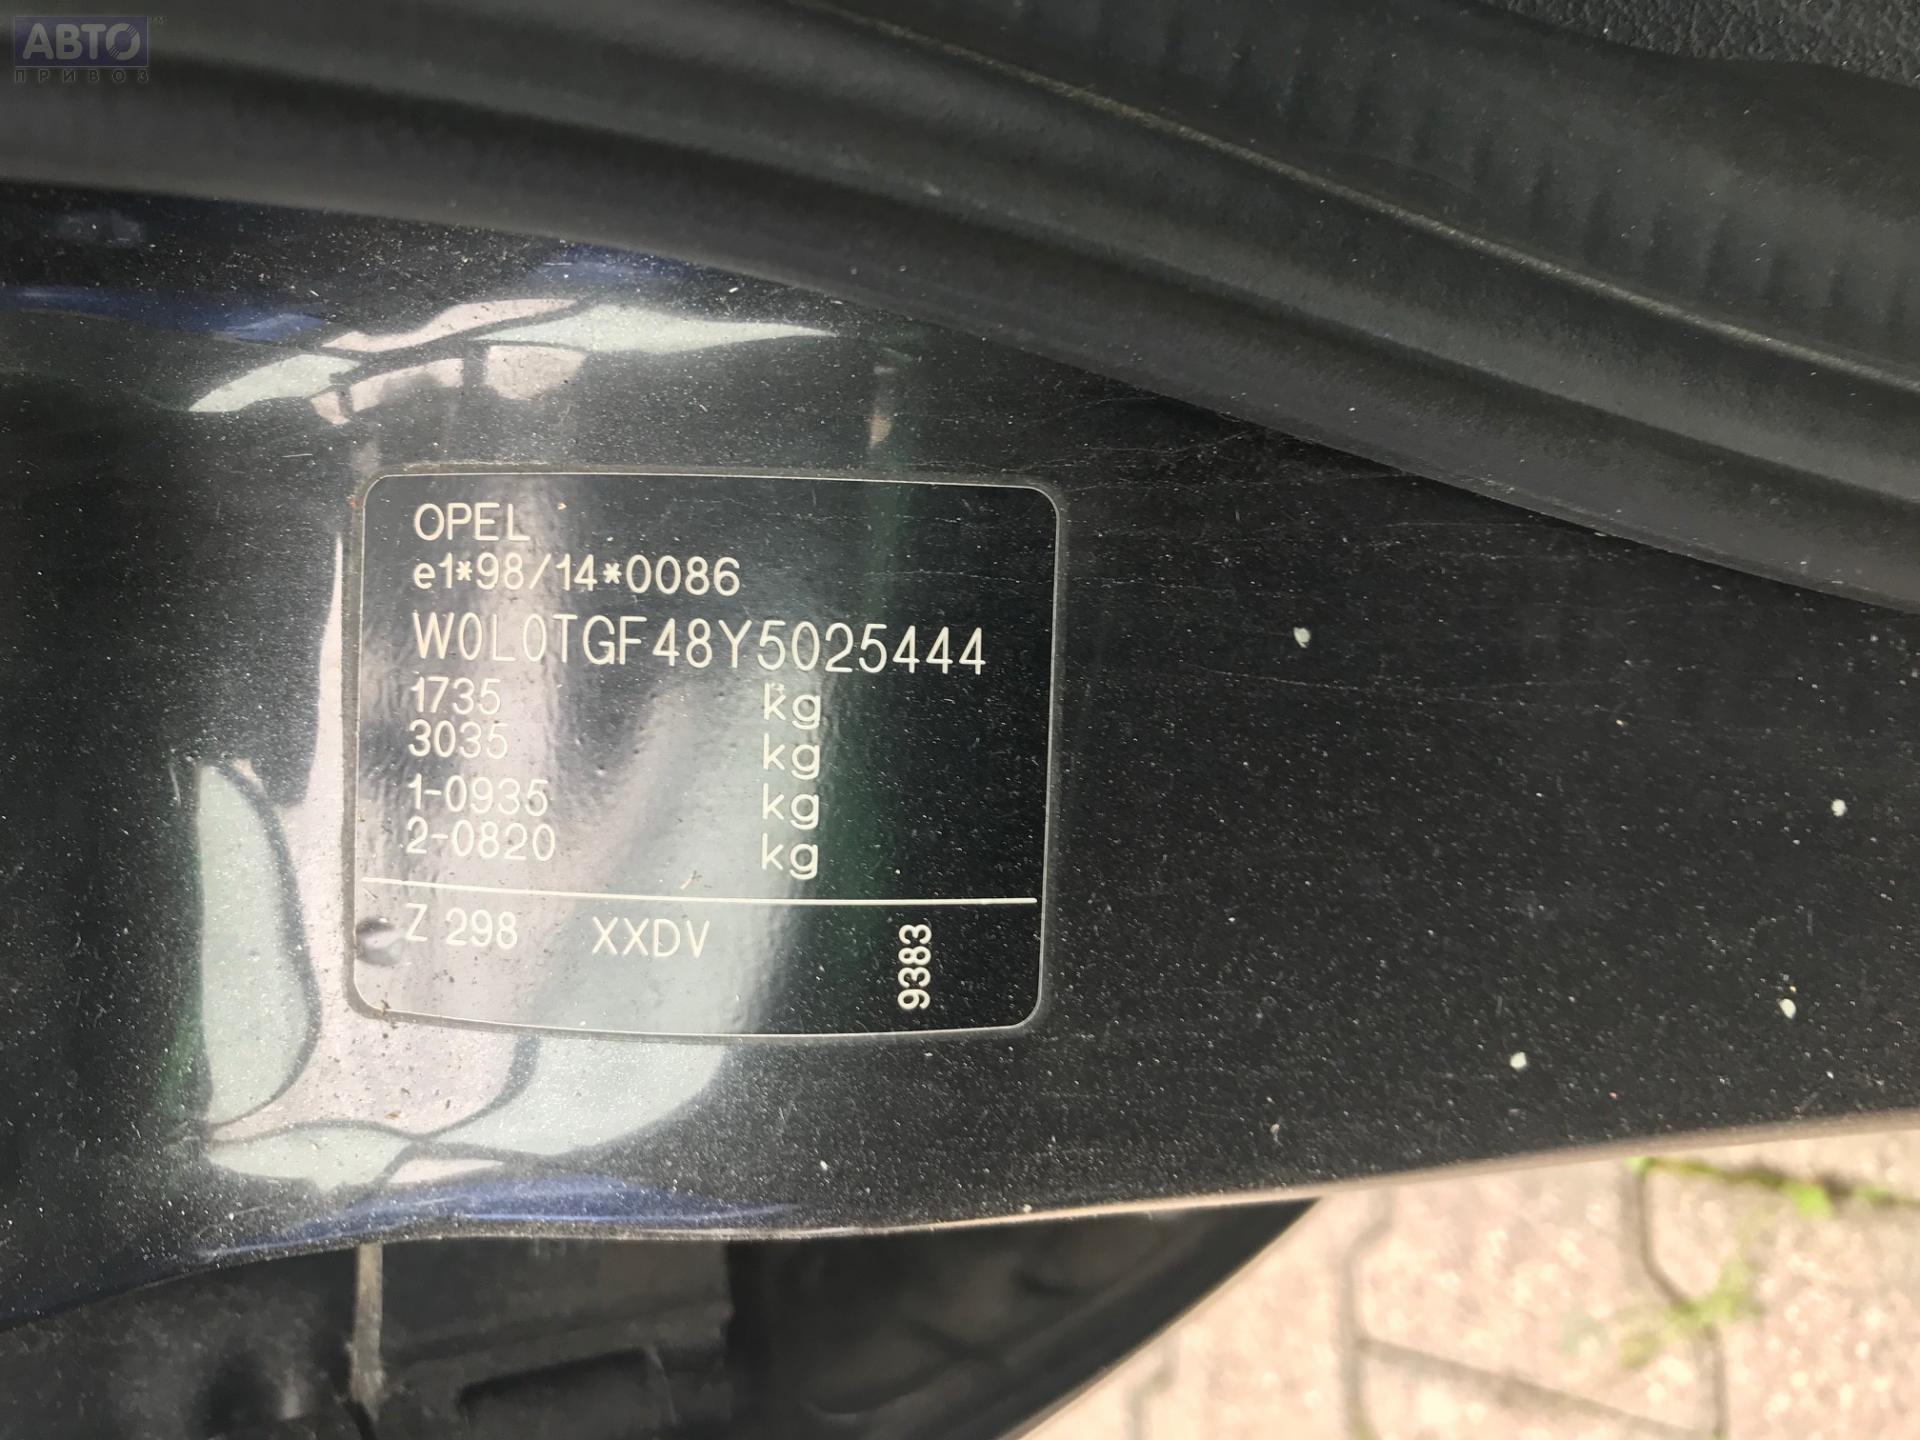 АВТО
ПРИВОЗ
OPEL
e1*98/14*0086
W0L0TGF48Y5025444
1735 kg
3035 kg
1-0935 kg
2-0820 kg
Z 298 XXDV 9383